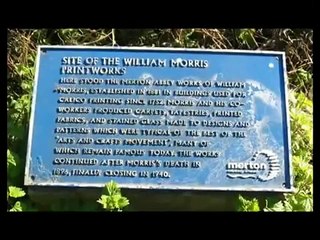 SITE OF THE WILLIAM MORRIS
PRINTWORKS
HERE STOOD THE MERTON ABBEY WORKS OF WILLIAM
MORRIS, ESTABLISHED IN 1881 IN BUILDINGS USED FOR
CALICO PRINTING SINCE 1752. MORRIS AND HIS CO-
WORKERS PRODUCED CARPETS, TAPESTRIES, PRINTED
FABRICS, AND STAINED GLASS MADE TO DESIGNS AND
PATTERNS WHICH WERE TYPICAL OF THE BEST OF THE
ARTS AND CRAFTS MOVEMENT, MANY OF
WHICH REMAIN FAMOUS TODAY. THE WORKS
CONTINUED AFTER MORRIS'S DEATH IN
1896, FINALLY CLOSING IN 1940.
merton